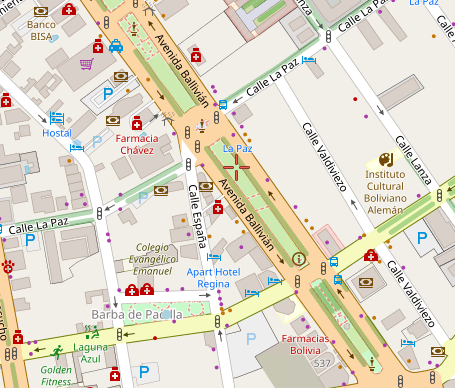 La Paz
Banco
BISA
Calle La Paz
Avenida Ballivián
Calle La Paz
Hostal
Farmacia
Chávez
La Paz
Calle Valdiviezo
Calle Lanza
Instituto
Cultural
Boliviano
Alemán
Calle España
Avenida Ballivián
Calle La Paz
Colegio
Evangélico
Emanuel
Apart Hotel
Regina
Calle Valdiviezo
Barba de Padilla
Laguna
Azul
Farmacias
Bolivia
S37
Golden
Fitness